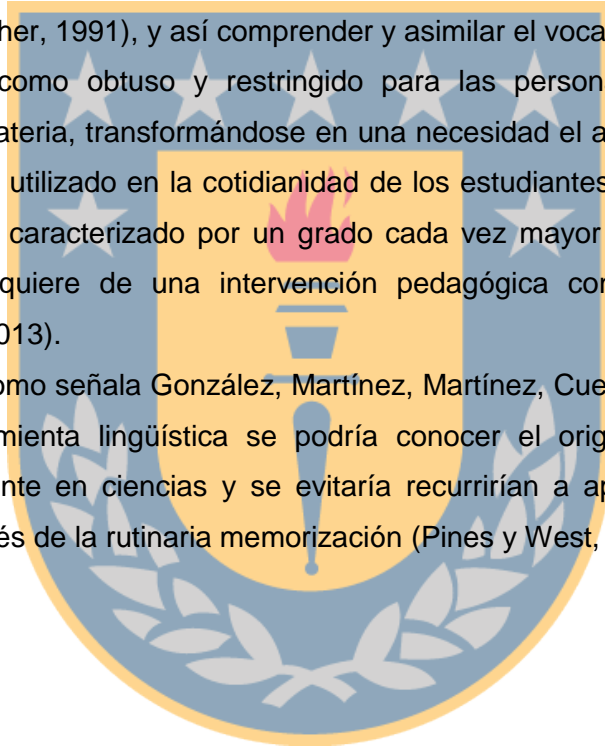 her, 1991), y así comprender y asimilar el voca
como obtuso y restringido para las person
ateria, transformándose en una necesidad el a
utilizado en la cotidianidad de los estudiantes
caracterizado por un grado cada vez mayor
quiere de una intervención pedagógica con
013).
omo señala González, Martínez, Martínez, Cue
mienta lingüística se podría conocer el orig
nte en ciencias y se evitaría recurrirían a ap
és de la rutinaria memorización (Pines y West,